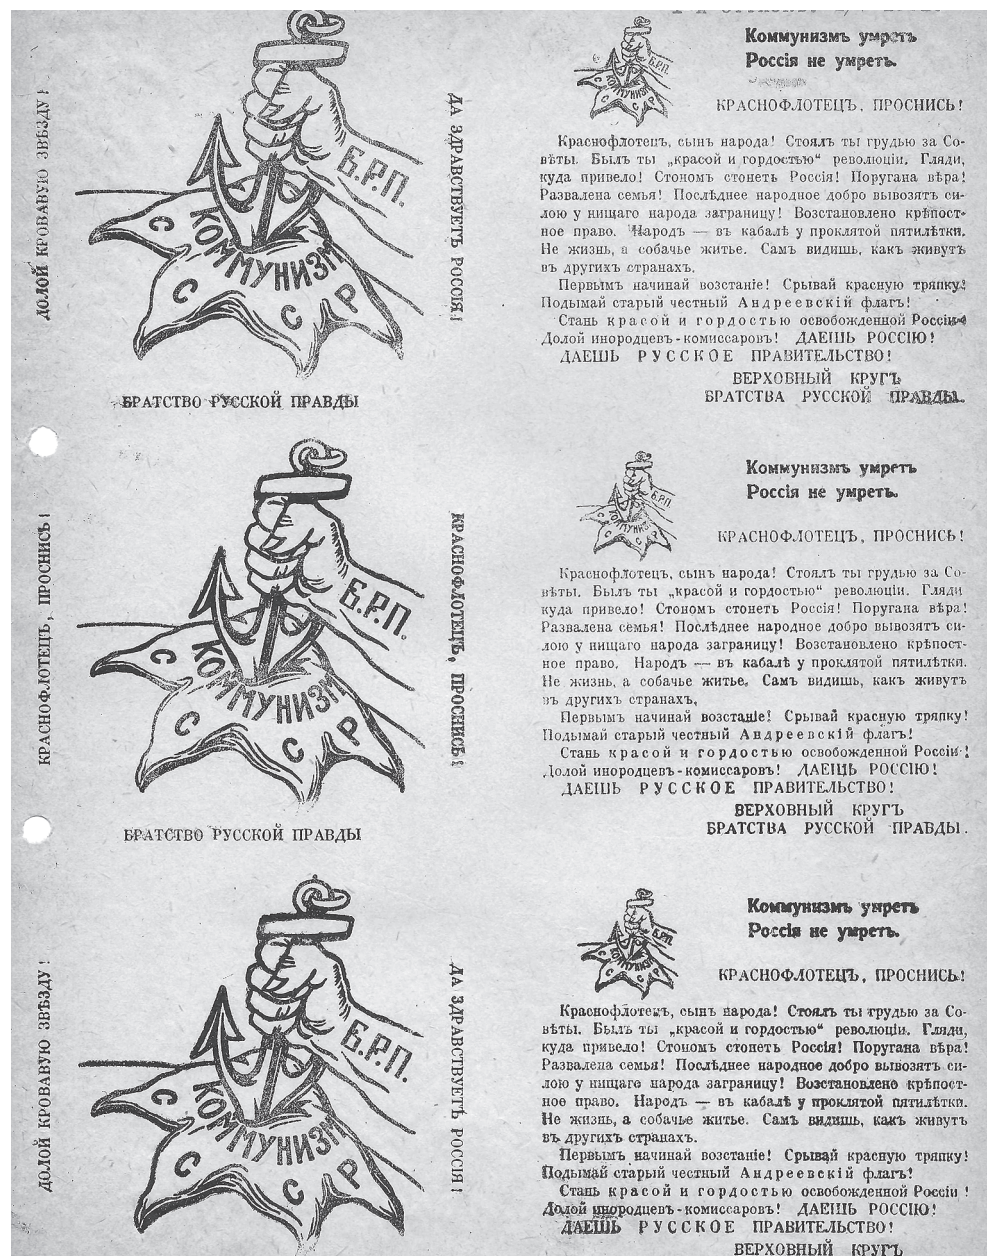 ДОЛОЙ КРОВАВУЮ ЗВѢЗДУ!
Б.Р.П.
КОММУНИЗМ
С С С Р
ДА ЗДРАВСТВУЕТЪ РОССІЯ!
БРАТСТВО РУССКОЙ ПРАВДЫ
Б.Р.П.
КОММУНИЗМ
С С С Р
Коммунизмъ умретъ
Россія не умретъ.
КРАСНОФЛОТЕЦЪ, ПРОСНИСЬ!
Краснофлотецъ, сынъ народа! Стоялъ ты грудью за Со-
вѣты. Былъ ты „красой и гордостью“ революціи. Гляди,
куда привело! Стономъ стонетъ Россія! Поругана вѣра!
Развалена семья! Послѣднее народное добро вывозятъ си-
лою у нищаго народа заграницу! Возстановлено крѣпост-
ное право. Народъ — въ кабалѣ у проклятой пятилѣтки.
Не жизнь, а собачье житье. Самъ видишь, какъ живутъ
въ другихъ странахъ.
Первымъ начинай возстаніе! Срывай красную тряпку!
Подымай старый честный Андреевскій флагъ!
Стань красой и гордостью освобожденной Россіи!
Долой инородцевъ-комиссаровъ! ДАЕШЬ РОССІЮ!
ДАЕШЬ РУССКОЕ ПРАВИТЕЛЬСТВО!
ВЕРХОВНЫЙ КРУГЪ
БРАТСТВА РУССКОЙ ПРАВДЫ.
КРАСНОФЛОТЕЦЪ, ПРОСНИСЬ!
Б.Р.П.
КОММУНИЗМ
С С С Р
КРАСНОФЛОТЕЦЪ, ПРОСНИСЬ!
БРАТСТВО РУССКОЙ ПРАВДЫ
Б.Р.П.
КОММУНИЗМ
С С С Р
Коммунизмъ умретъ
Россія не умретъ.
КРАСНОФЛОТЕЦЪ, ПРОСНИСЬ!
Краснофлотецъ, сынъ народа! Стоялъ ты грудью за Со-
вѣты. Былъ ты „красой и гордостью“ революціи. Гляди
куда привело! Стономъ стонетъ Россія! Поругана вѣра!
Развалена семья! Послѣднее народное добро вывозятъ си-
лою у нищаго народа заграницу! Возстановлено крѣпост-
ное право. Народъ — въ кабалѣ у проклятой пятилѣтки.
Не жизнь, а собачье житье. Самъ видишь, какъ живутъ
въ другихъ странахъ.
Первымъ начинай возстаніе! Срывай красную тряпку!
Подымай старый честный Андреевскій флагъ!
Стань красой и гордостью освобожденной Россіи!
Долой инородцевъ-комиссаровъ! ДАЕШЬ РОССІЮ!
ДАЕШЬ РУССКОЕ ПРАВИТЕЛЬСТВО!
ВЕРХОВНЫЙ КРУГЪ
БРАТСТВА РУССКОЙ ПРАВДЫ.
ДОЛОЙ КРОВАВУЮ ЗВѢЗДУ!
Б.Р.П.
КОММУНИЗМ
С С С Р
ДА ЗДРАВСТВУЕТЪ РОССІЯ!
Б.Р.П.
КОММУНИЗМ
С С С Р
Коммунизмъ умретъ
Россія не умретъ.
КРАСНОФЛОТЕЦЪ, ПРОСНИСЬ!
Краснофлотецъ, сынъ народа! Стоялъ ты грудью за Со-
вѣты. Былъ ты „красой и гордостью“ революціи. Гляди,
куда привело! Стономъ стонетъ Россія! Поругана вѣра!
Развалена семья! Послѣднее народное добро вывозятъ си-
лою у нищаго народа заграницу! Возстановлено крѣпост-
ное право. Народъ — въ кабалѣ у проклятой пятилѣтки.
Не жизнь, а собачье житье. Самъ видишь, какъ живутъ
въ другихъ странахъ.
Первымъ начинай возстаніе! Срывай красную тряпку!
Подымай старый честный Андреевскій флагъ!
Стань красой и гордостью освобожденной Россіи!
Долой инородцевъ-комиссаровъ! ДАЕШЬ РОССІЮ!
ДАЕШЬ РУССКОЕ ПРАВИТЕЛЬСТВО!
ВЕРХОВНЫЙ КРУГЪ